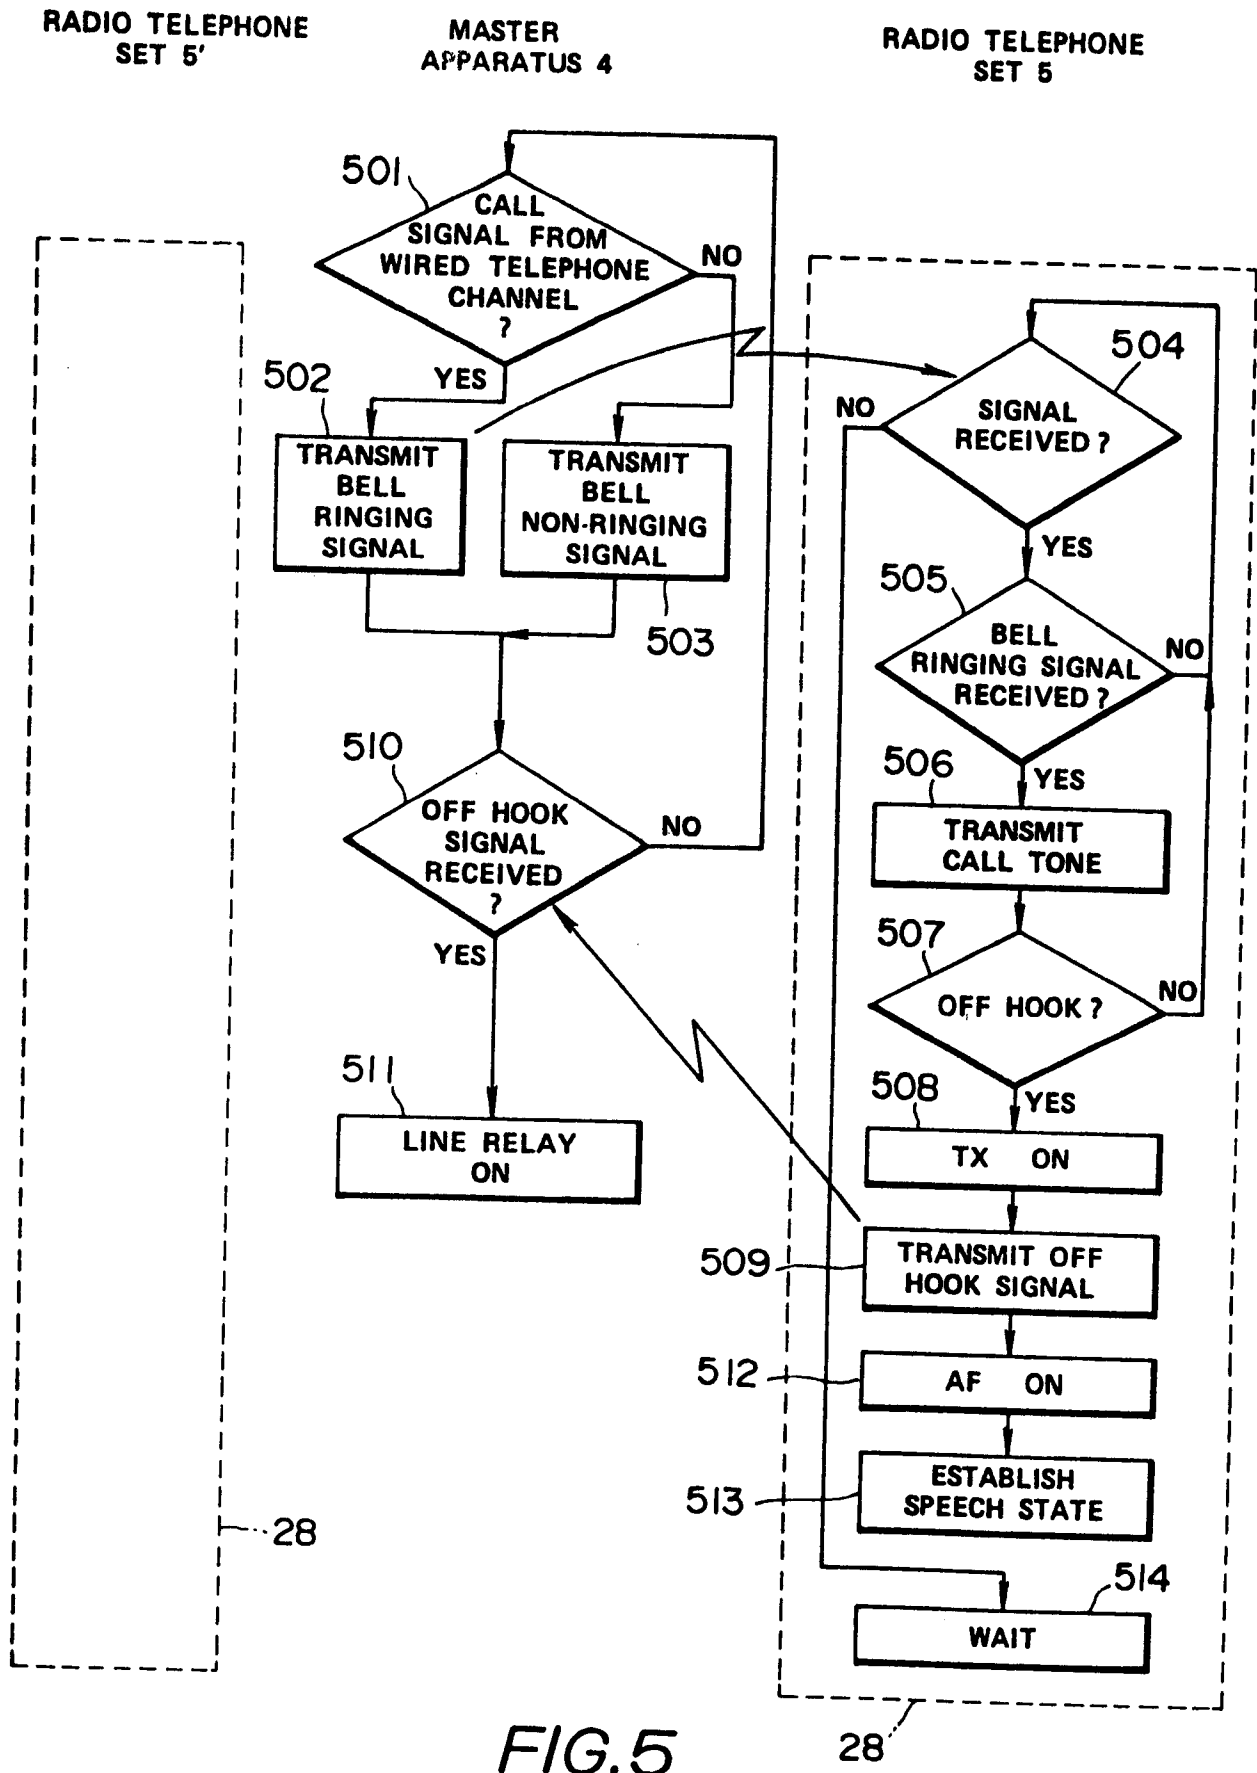 RADIO TELEPHONE
SET 5'
MASTER
APPARATUS 4
RADIO TELEPHONE
SET 5
501
CALL
SIGNAL FROM
WIRED TELEPHONE
CHANNEL
?
NO
YES
502
TRANSMIT
BELL
RINGING
SIGNAL
TRANSMIT
BELL
NON-RINGING
SIGNAL
503
510
OFF HOOK
SIGNAL
RECEIVED
?
NO
YES
511
LINE RELAY
ON
504
SIGNAL
RECEIVED ?
NO
YES
505
BELL
RINGING SIGNAL
RECEIVED ?
NO
YES
506
TRANSMIT
CALL TONE
507
OFF HOOK ?
NO
YES
508
TX ON
509
TRANSMIT OFF
HOOK SIGNAL
512
AF ON
513
ESTABLISH
SPEECH STATE
514
WAIT
28
28
FIG.5